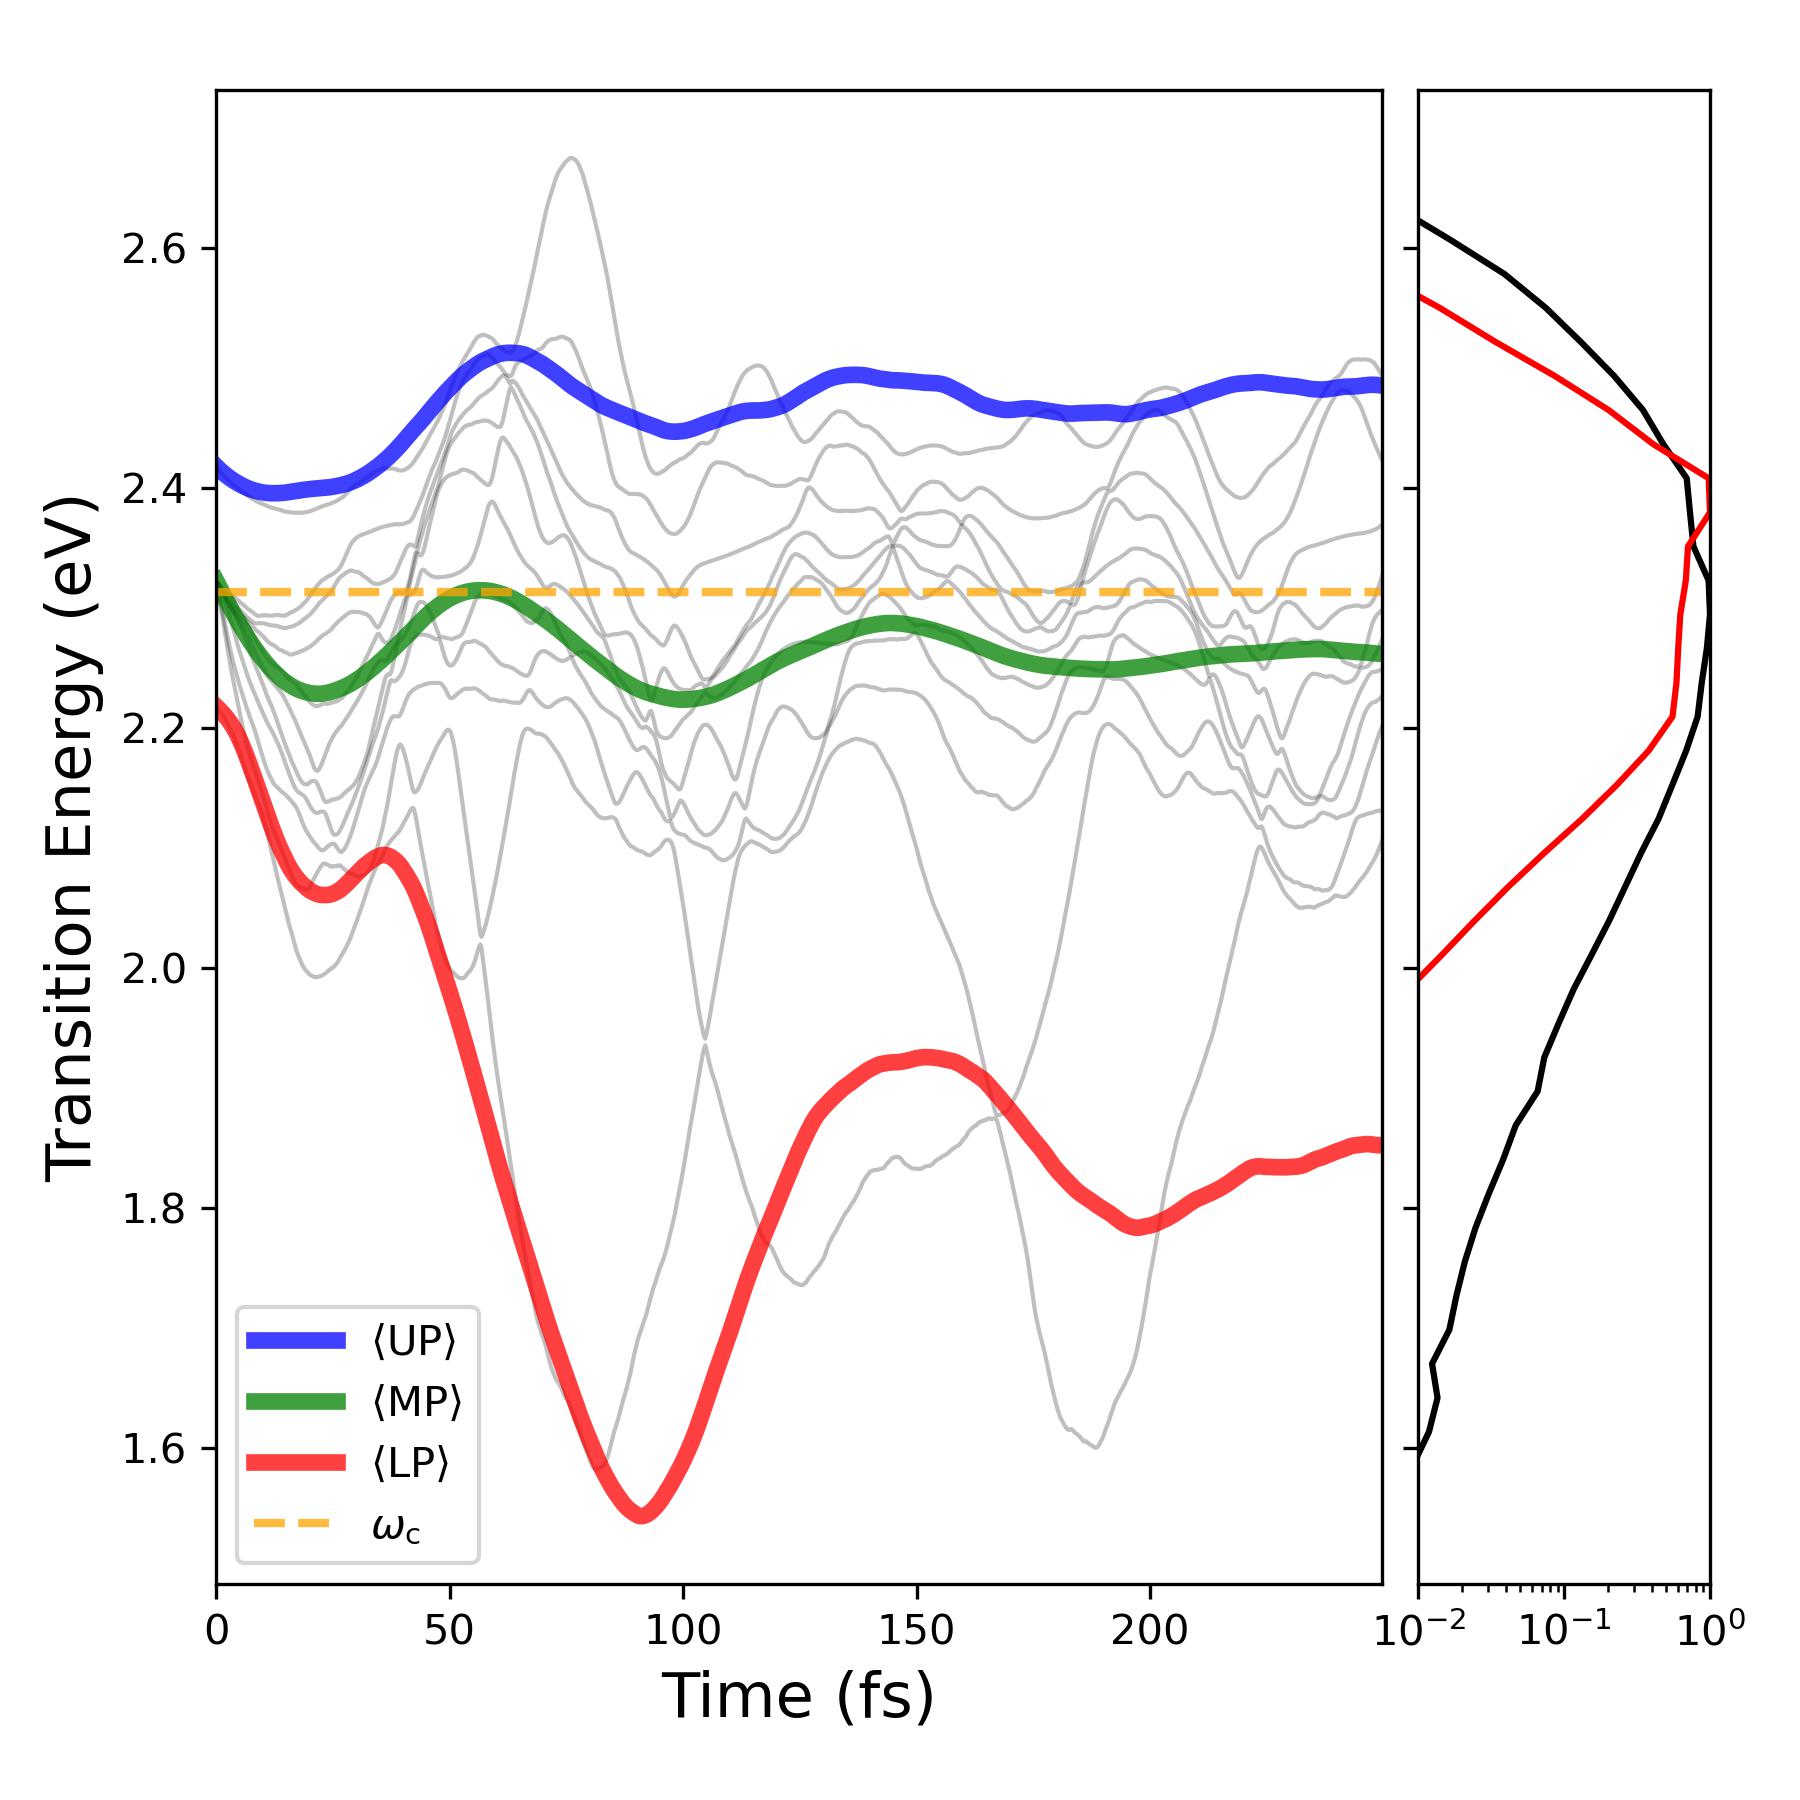 Transition Energy (eV)
2.6
2.4
2.2
2.0
1.8
1.6
⟨UP⟩
⟨MP⟩
⟨LP⟩
ω_c
0 50 100 150 200
Time (fs)
10⁻² 10⁻¹ 10⁰